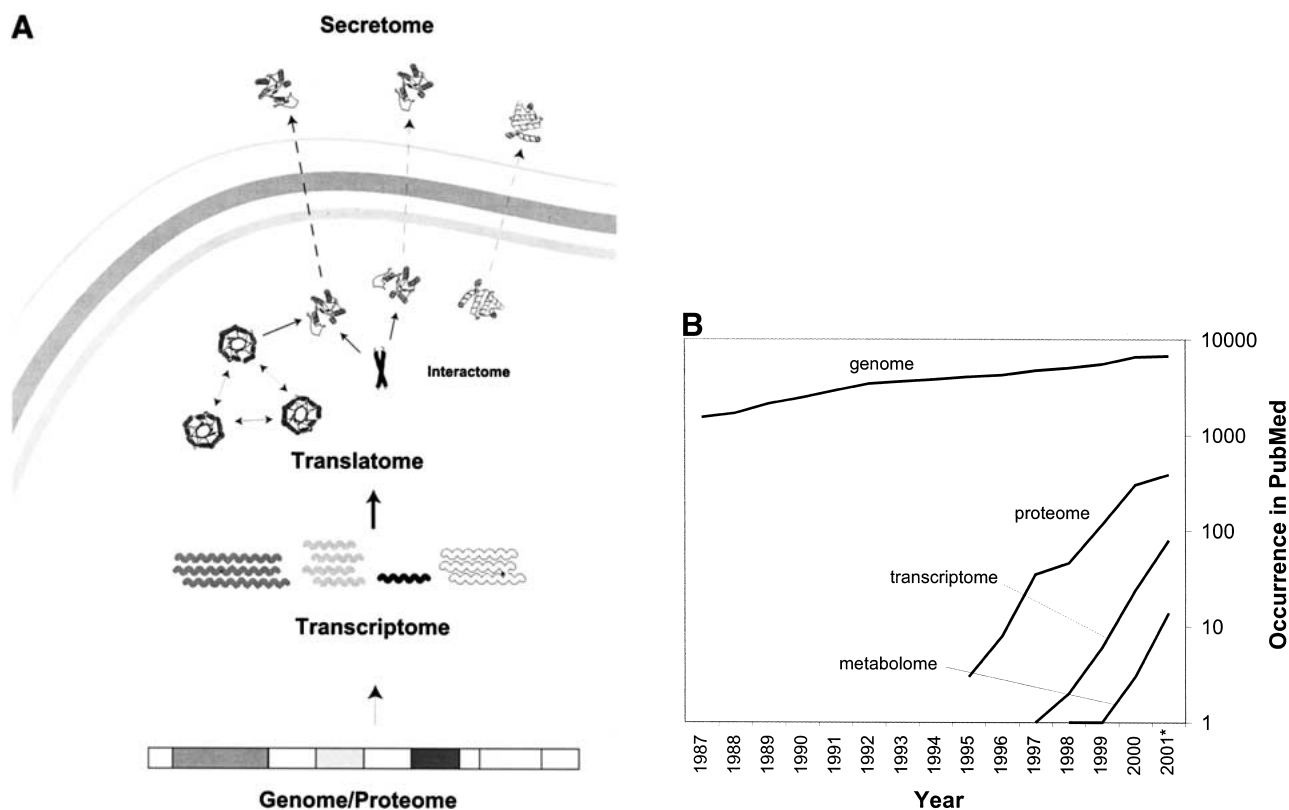 A
Secretome
Interactome
Translatome
Transcriptome
Genome/Proteome
B
genome
proteome
transcriptome
metabolome
10000
1000
100
10
1
Occurrence in PubMed
1987
1988
1989
1990
1991
1992
1993
1994
1995
1996
1997
1998
1999
2000
2001*
Year